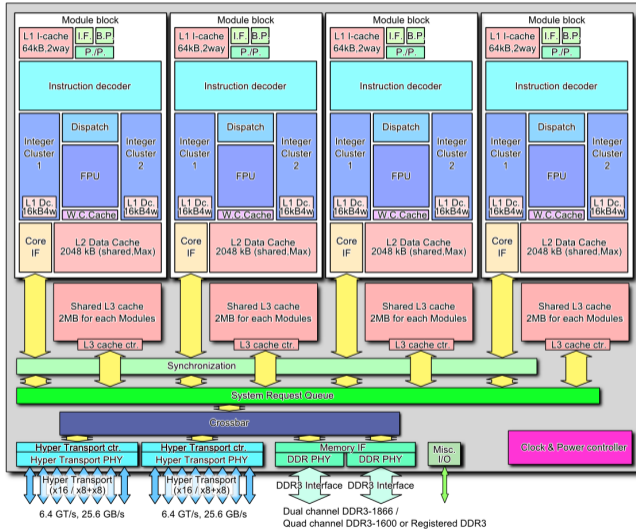 Module block
L1 I-cache
64kB,2way
I.F.
B.P.
P./P.
Instruction decoder
Integer
Cluster
1
Dispatch
FPU
Integer
Cluster
2
L1 Dc.
16kB4w
W.C.Cache
L1 Dc.
16kB4w
Core
IF
L2 Data Cache
2048 kB (shared,Max)
Module block
L1 I-cache
64kB,2way
I.F.
B.P.
P./P.
Instruction decoder
Integer
Cluster
1
Dispatch
FPU
Integer
Cluster
2
L1 Dc.
16kB4w
W.C.Cache
L1 Dc.
16kB4w
Core
IF
L2 Data Cache
2048 kB (shared,Max)
Module block
L1 I-cache
64kB,2way
I.F.
B.P.
P./P.
Instruction decoder
Integer
Cluster
1
Dispatch
FPU
Integer
Cluster
2
L1 Dc.
16kB4w
W.C.Cache
L1 Dc.
16kB4w
Core
IF
L2 Data Cache
2048 kB (shared,Max)
Module block
L1 I-cache
64kB,2way
I.F.
B.P.
P./P.
Instruction decoder
Integer
Cluster
1
Dispatch
FPU
Integer
Cluster
2
L1 Dc.
16kB4w
W.C.Cache
L1 Dc.
16kB4w
Core
IF
L2 Data Cache
2048 kB (shared,Max)
Shared L3 cache
2MB for each Modules
L3 cache ctr.
Shared L3 cache
2MB for each Modules
L3 cache ctr.
Shared L3 cache
2MB for each Modules
L3 cache ctr.
Shared L3 cache
2MB for each Modules
L3 cache ctr.
Synchronization
System Request Queue
Crossbar
Hyper Transport ctr.
Hyper Transport PHY
Hyper Transport ctr.
Hyper Transport PHY
Memory IF
DDR PHY
DDR PHY
Misc.
I/O
Clock & Power controller
Hyper Transport
(x16 / x8+x8)
Hyper Transport
(x16 / x8+x8)
DDR3 Interface
DDR3 Interface
6.4 GT/s, 25.6 GB/s
6.4 GT/s, 25.6 GB/s
Dual channel DDR3-1866 /
Quad channel DDR3-1600 or Registered DDR3